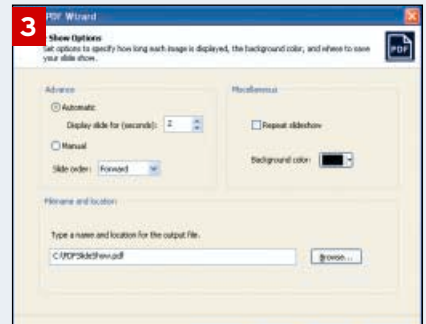 3
PDF Wizard
Show Options
Set options to specify how long each image is displayed, the background color, and where to save
your slide show.
PDF
Advance
Automatic
Display slide for (seconds): 2
Manual
Slide order: Forward
Miscellaneous
Repeat slideshow
Background color:
Filename and location
Type a name and location for the output file.
C:\PDFSlideShow.pdf
Browse...